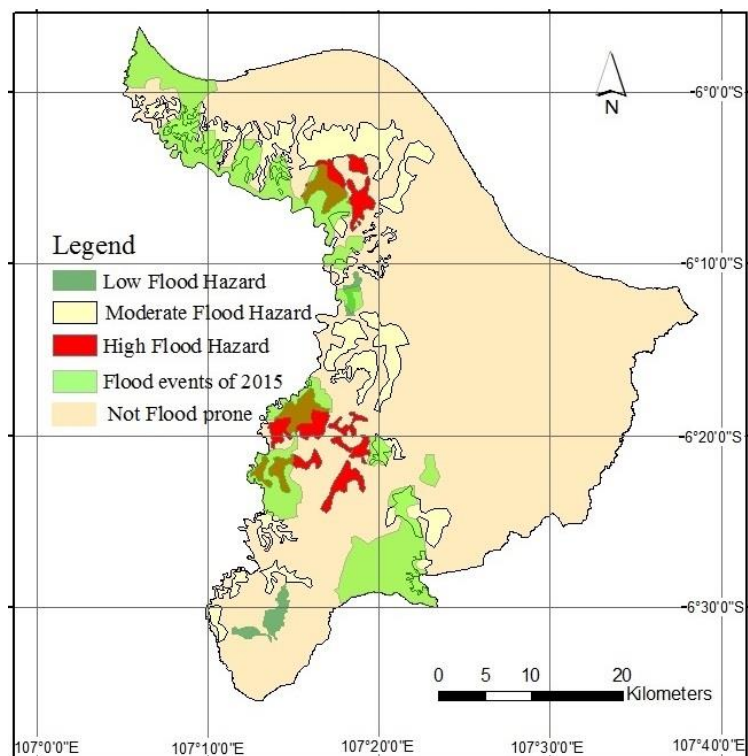 6°0'0"S
N
Legend
6°10'0"S
Low Flood Hazard
Moderate Flood Hazard
High Flood Hazard
Flood events of 2015
Not Flood prone
6°20'0"S
6°30'0"S
0 5 10 20
Kilometers
107°0'0"E 107°10'0"E 107°20'0"E 107°30'0"E 107°40'0"E